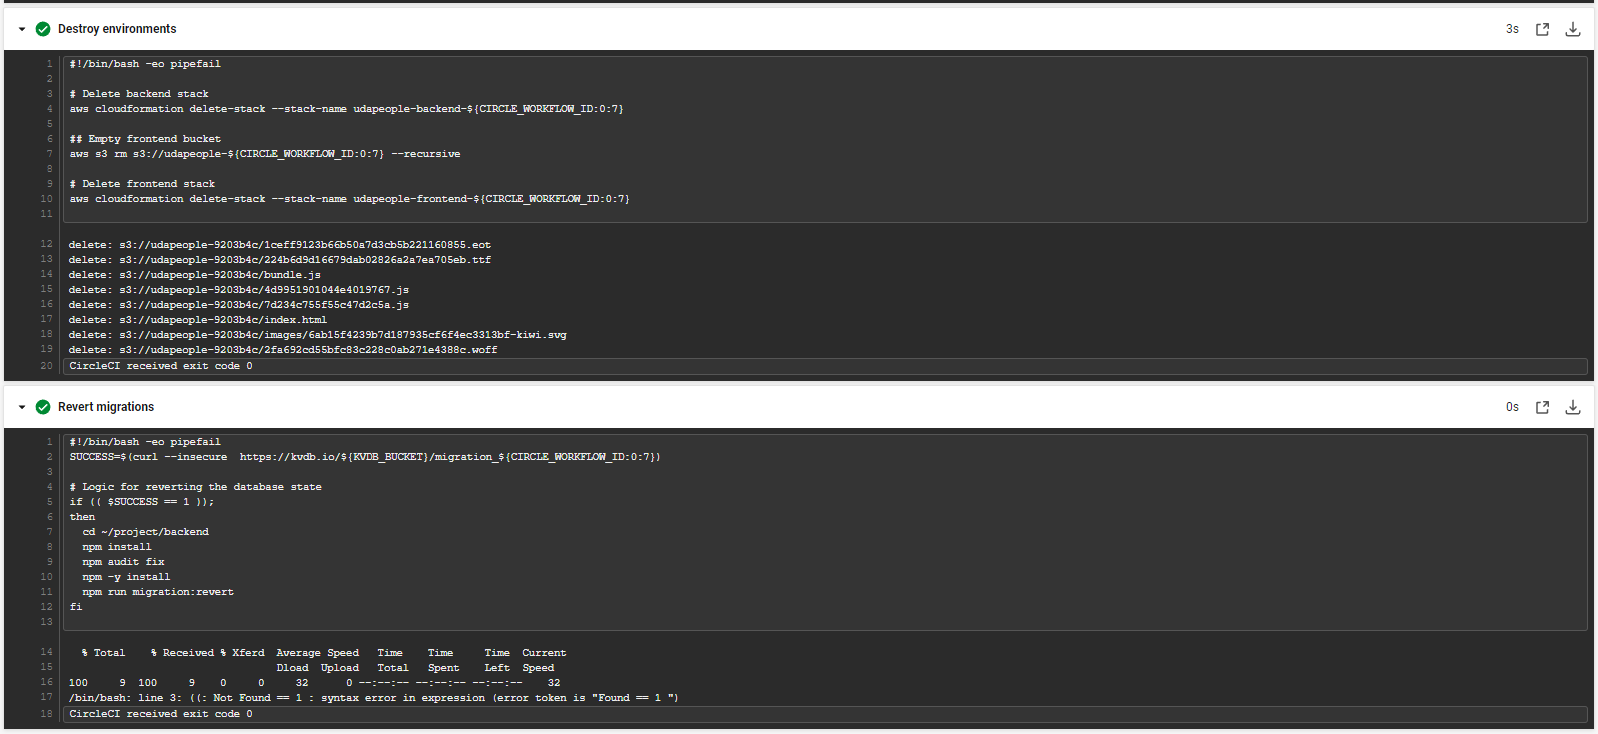 Destroy environments 3s
1 #!/bin/bash -eo pipefail
2
3 # Delete backend stack
4 aws cloudformation delete-stack --stack-name udapeople-backend-${CIRCLE_WORKFLOW_ID:0:7}
5
6 ## Empty frontend bucket
7 aws s3 rm s3://udapeople-${CIRCLE_WORKFLOW_ID:0:7} --recursive
8
9 # Delete frontend stack
10 aws cloudformation delete-stack --stack-name udapeople-frontend-${CIRCLE_WORKFLOW_ID:0:7}
11
12 delete: s3://udapeople-9203b4c/1ceff9123b66b50a7d3cb5b221160855.eot
13 delete: s3://udapeople-9203b4c/224b6d9d16679dab02826a2a7ea705eb.ttf
14 delete: s3://udapeople-9203b4c/bundle.js
15 delete: s3://udapeople-9203b4c/4d9951901044e4019767.js
16 delete: s3://udapeople-9203b4c/7d234c755f55c47d2c5a.js
17 delete: s3://udapeople-9203b4c/index.html
18 delete: s3://udapeople-9203b4c/images/6ab15f4239b7d187935cf6f4ec3313bf-kiwi.svg
19 delete: s3://udapeople-9203b4c/2fa692cd55bfc83c228c0ab271e4388c.woff
20 CircleCI received exit code 0
Revert migrations 0s
1 #!/bin/bash -eo pipefail
2 SUCCESS=$(curl --insecure  https://kvdb.io/${KVDB_BUCKET}/migration_${CIRCLE_WORKFLOW_ID:0:7})
3
4 # Logic for reverting the database state
5 if (( $SUCCESS == 1 ));
6 then
7   cd ~/project/backend
8   npm install
9   npm audit fix
10   npm -y install
11   npm run migration:revert
12 fi
13
14   % Total    % Received % Xferd  Average Speed   Time    Time     Time  Current
15                                  Dload  Upload   Total   Spent    Left  Speed
16 100     9  100     9    0     0     32      0 --:--:-- --:--:-- --:--:--    32
17 /bin/bash: line 3: ((: Not Found == 1 : syntax error in expression (error token is "Found == 1 ")
18 CircleCI received exit code 0